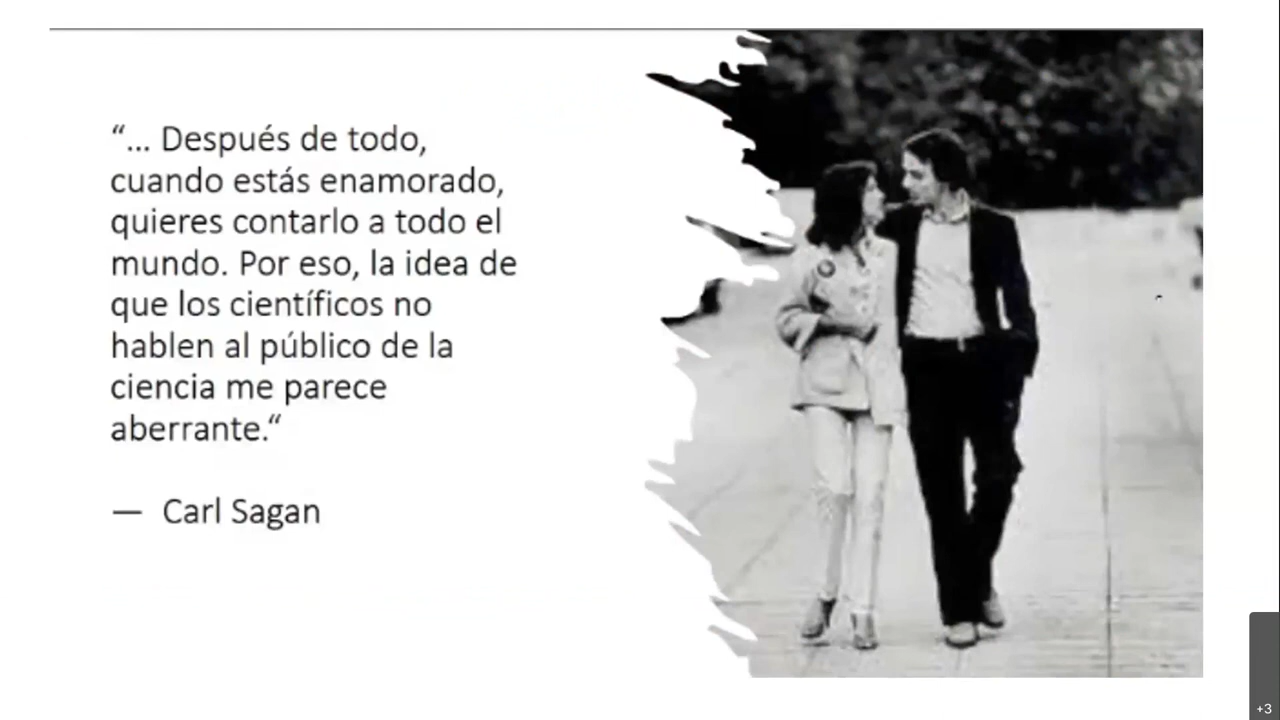 “... Después de todo,
cuando estás enamorado,
quieres contarlo a todo el
mundo. Por eso, la idea de
que los científicos no
hablen al público de la
ciencia me parece
aberrante.“
— Carl Sagan
+3